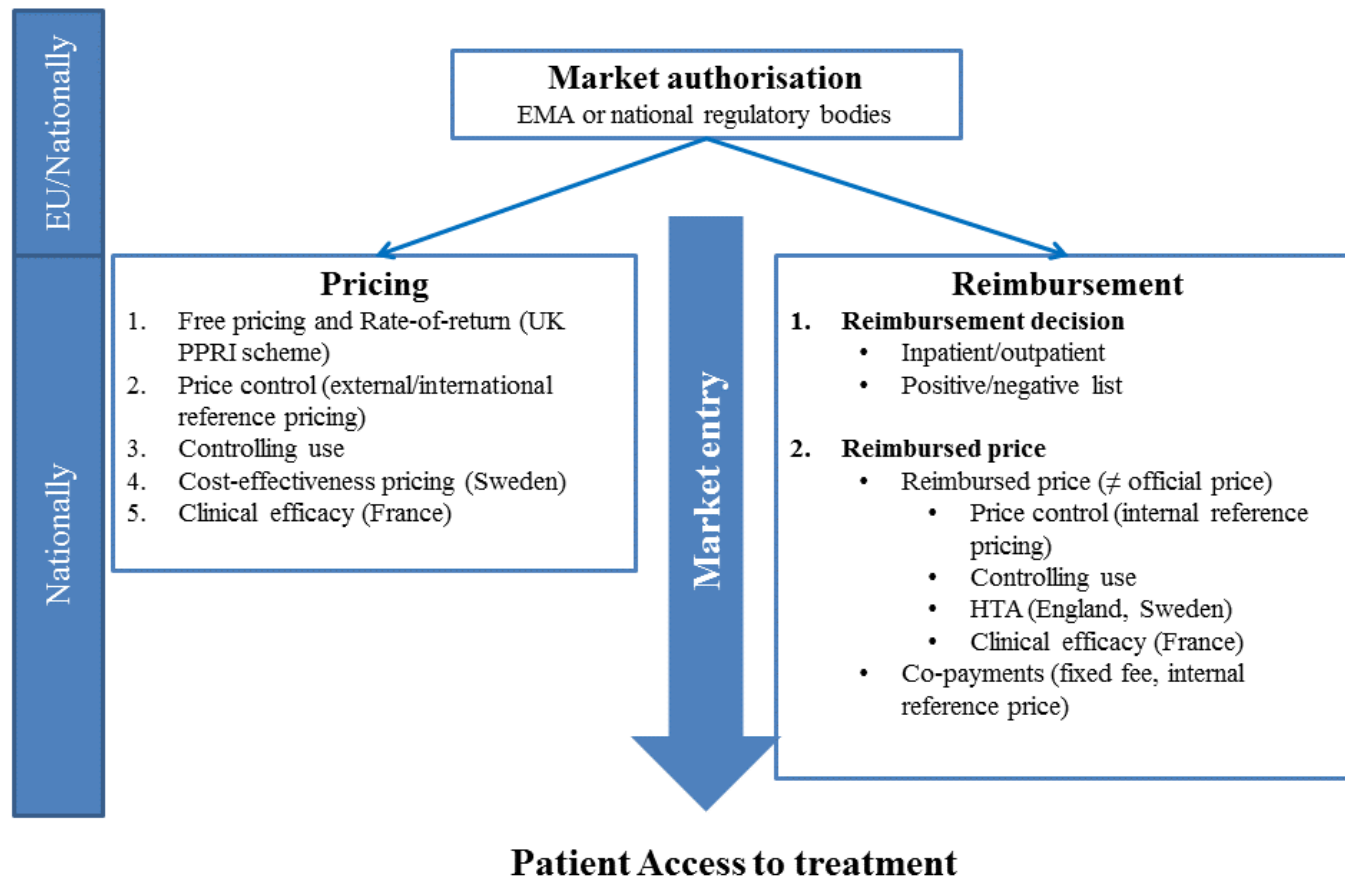 EU/Nationally
Market authorisation
EMA or national regulatory bodies
Nationally
Pricing
1. Free pricing and Rate-of-return (UK
PPRI scheme)
2. Price control (external/international
reference pricing)
3. Controlling use
4. Cost-effectiveness pricing (Sweden)
5. Clinical efficacy (France)
Market entry
Reimbursement
1. Reimbursement decision
• Inpatient/outpatient
• Positive/negative list
2. Reimbursed price
• Reimbursed price (≠ official price)
• Price control (internal reference
pricing)
• Controlling use
• HTA (England, Sweden)
• Clinical efficacy (France)
• Co-payments (fixed fee, internal
reference price)
Patient Access to treatment